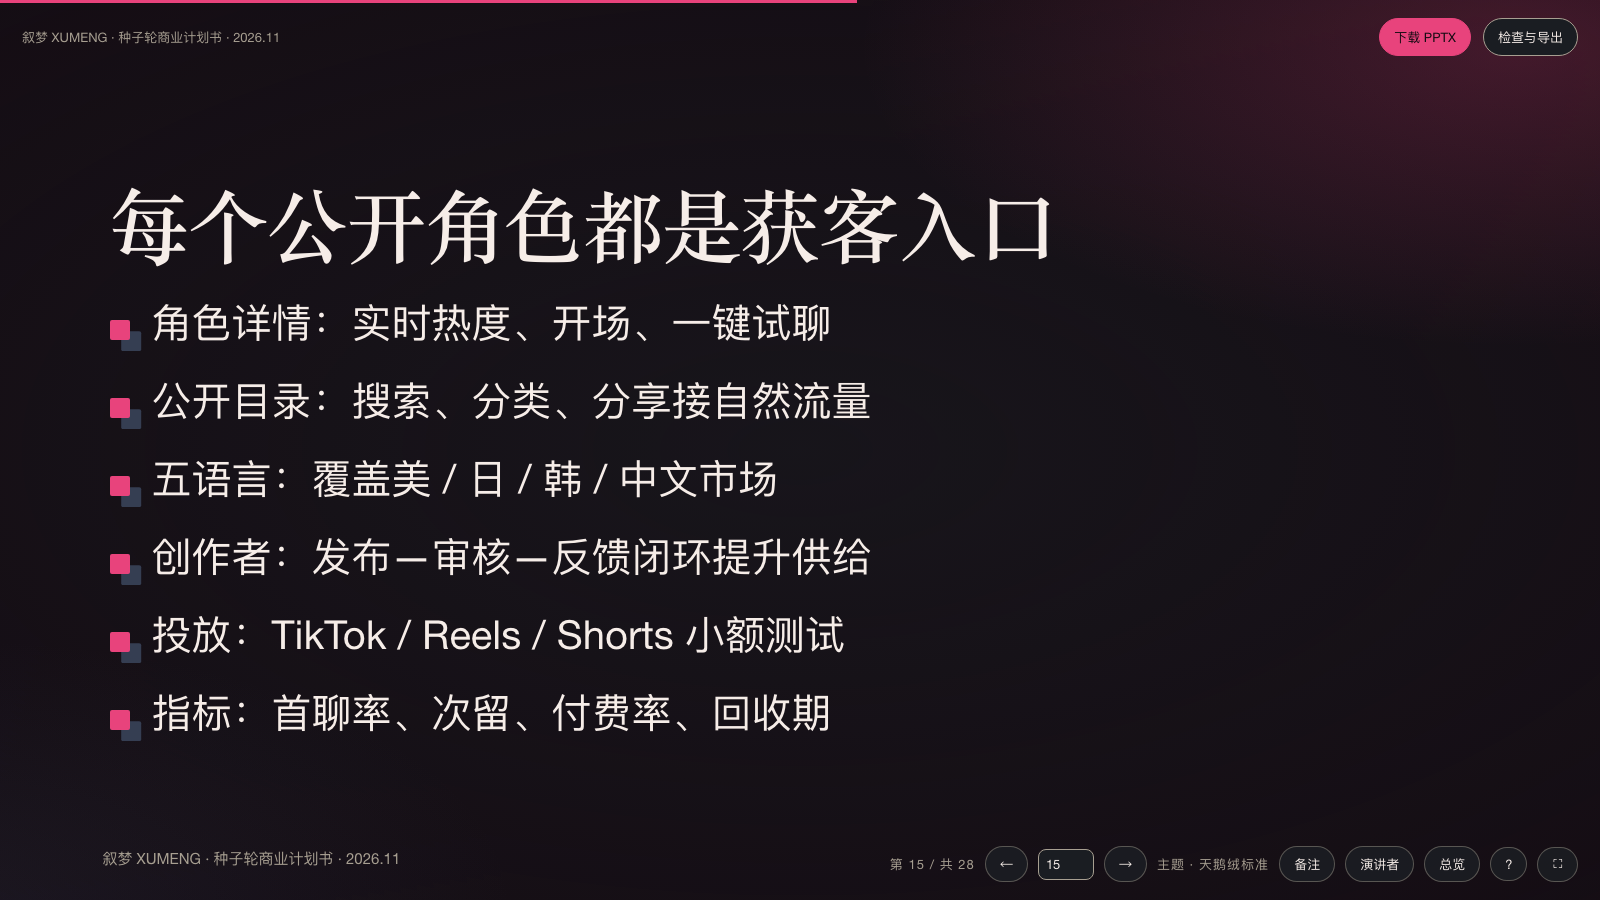 叙梦 XUMENG · 种子轮商业计划书 · 2026.11
下载 PPTX
检查与导出
每个公开角色都是获客入口
角色详情：实时热度、开场、一键试聊
公开目录：搜索、分类、分享接自然流量
五语言：覆盖美 / 日 / 韩 / 中文市场
创作者：发布—审核—反馈闭环提升供给
投放：TikTok / Reels / Shorts 小额测试
指标：首聊率、次留、付费率、回收期
叙梦 XUMENG · 种子轮商业计划书 · 2026.11
第 15 / 共 28
←
15
→
主题 · 天鹅绒标准
备注
演讲者
总览
?